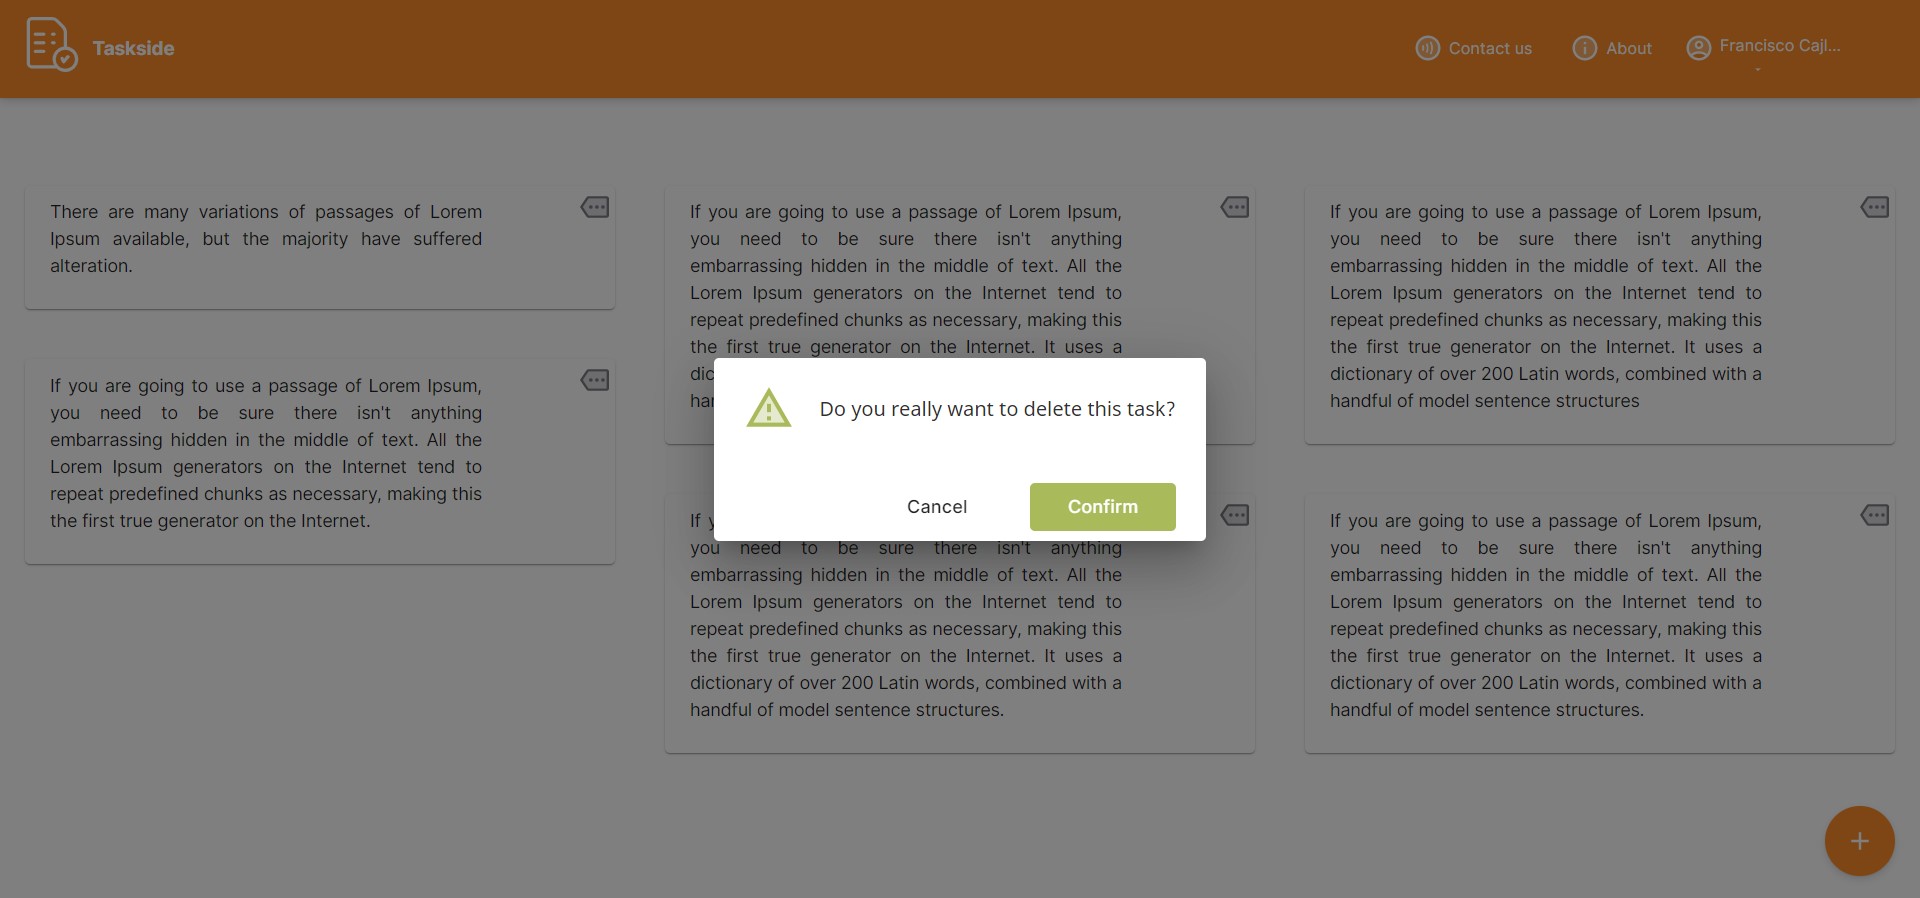 Taskside
Contact us
About
Francisco Cajl...
There are many variations of passages of Lorem
Ipsum available, but the majority have suffered
alteration.
If you are going to use a passage of Lorem Ipsum,
you need to be sure there isn't anything
embarrassing hidden in the middle of text. All the
Lorem Ipsum generators on the Internet tend to
repeat predefined chunks as necessary, making this
the first true generator on the Internet.
If you are going to use a passage of Lorem Ipsum,
you need to be sure there isn't anything
embarrassing hidden in the middle of text. All the
Lorem Ipsum generators on the Internet tend to
repeat predefined chunks as necessary, making this
the first true generator on the Internet. It uses a
If
you need to be sure there isn't anything
embarrassing hidden in the middle of text. All the
Lorem Ipsum generators on the Internet tend to
repeat predefined chunks as necessary, making this
the first true generator on the Internet. It uses a
dictionary of over 200 Latin words, combined with a
handful of model sentence structures.
If you are going to use a passage of Lorem Ipsum,
you need to be sure there isn't anything
embarrassing hidden in the middle of text. All the
Lorem Ipsum generators on the Internet tend to
repeat predefined chunks as necessary, making this
the first true generator on the Internet. It uses a
dictionary of over 200 Latin words, combined with a
handful of model sentence structures
If you are going to use a passage of Lorem Ipsum,
you need to be sure there isn't anything
embarrassing hidden in the middle of text. All the
Lorem Ipsum generators on the Internet tend to
repeat predefined chunks as necessary, making this
the first true generator on the Internet. It uses a
dictionary of over 200 Latin words, combined with a
handful of model sentence structures.
Do you really want to delete this task?
Cancel
Confirm